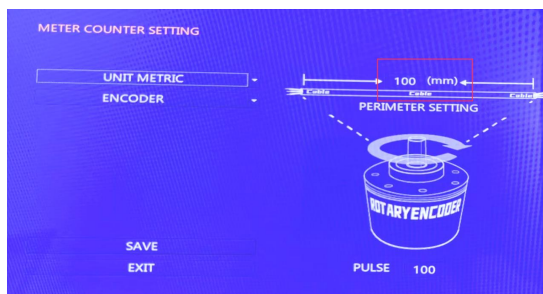 METER COUNTER SETTING
UNIT METRIC
ENCODER
100 (mm)
Cable Cable Cable
PERIMETER SETTING
ROTARYENCODER
SAVE
EXIT
PULSE 100